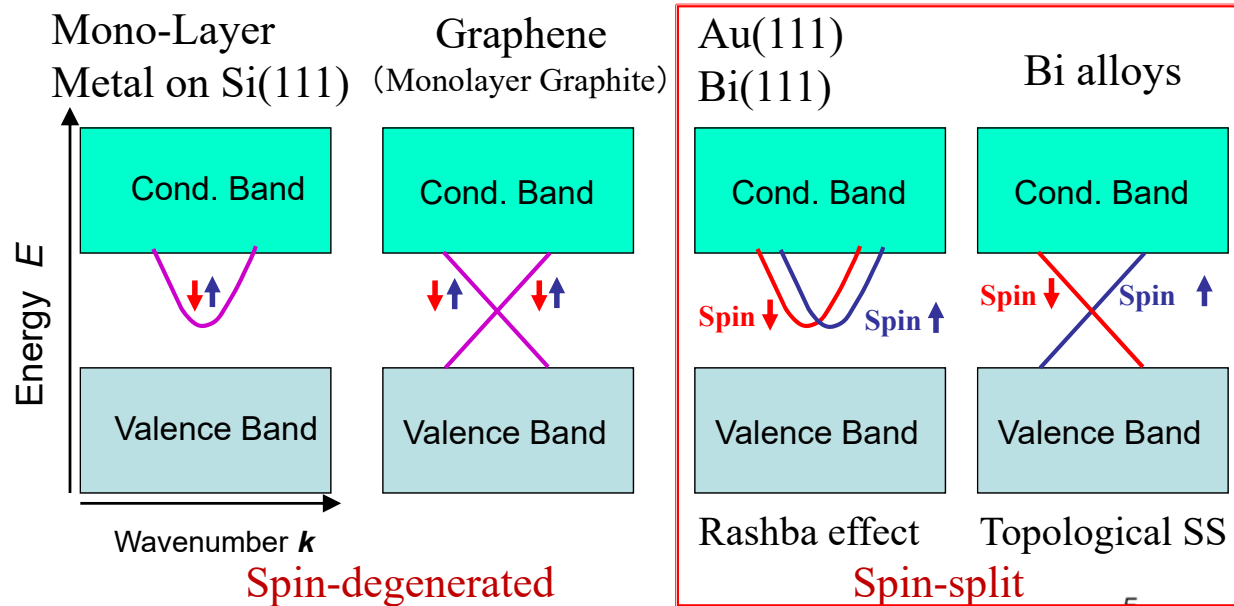 Mono-Layer
Metal on Si(111)
Graphene
(Monolayer Graphite)
Au(111)
Bi(111)
Bi alloys
Energy E
Cond. Band
Cond. Band
Cond. Band
Cond. Band
Spin
Spin
Spin
Spin
Valence Band
Valence Band
Valence Band
Valence Band
Wavenumber k
Rashba effect
Topological SS
Spin-degenerated
Spin-split